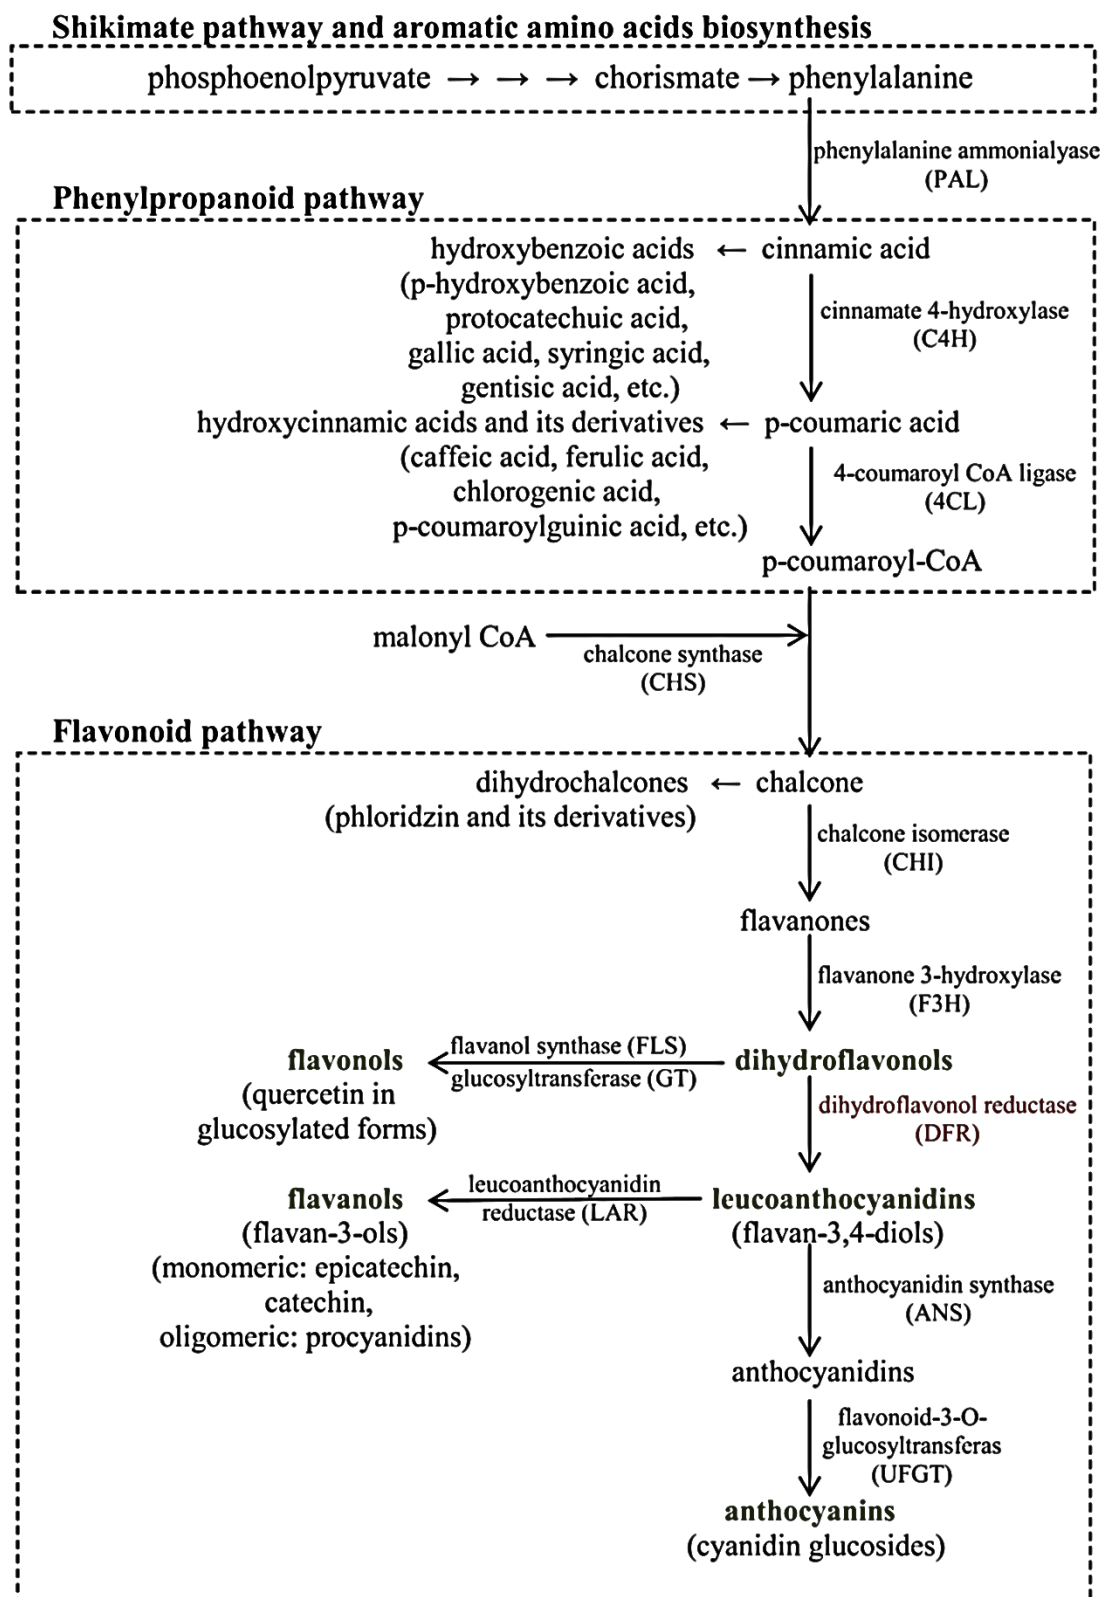 Shikimate pathway and aromatic amino acids biosynthesis
phosphoenolpyruvate → → → chorismate → phenylalanine
phenylalanine ammonialyase
(PAL)
Phenylpropanoid pathway
hydroxybenzoic acids ← cinnamic acid
(p-hydroxybenzoic acid,
protocatechuic acid,
gallic acid, syringic acid,
gentisic acid, etc.)
cinnamate 4-hydroxylase
(C4H)
hydroxycinnamic acids and its derivatives ← p-coumaric acid
(caffeic acid, ferulic acid,
chlorogenic acid,
p-coumaroylguinic acid, etc.)
4-coumaroyl CoA ligase
(4CL)
p-coumaroyl-CoA
malonyl CoA
chalcone synthase
(CHS)
Flavonoid pathway
dihydrochalcones ← chalcone
(phloridzin and its derivatives)
chalcone isomerase
(CHI)
flavanones
flavanone 3-hydroxylase
(F3H)
flavonols
flavanol synthase (FLS)
glucosyltransferase (GT)
dihydroflavonols
(quercetin in
glucosylated forms)
dihydroflavonol reductase
(DFR)
flavanols
leucoanthocyanidin
reductase (LAR)
leucoanthocyanidins
(flavan-3-ols)
(flavan-3,4-diols)
(monomeric: epicatechin,
catechin,
oligomeric: procyanidins)
anthocyanidin synthase
(ANS)
anthocyanidins
flavonoid-3-O-
glucosyltransferas
(UFGT)
anthocyanins
(cyanidin glucosides)